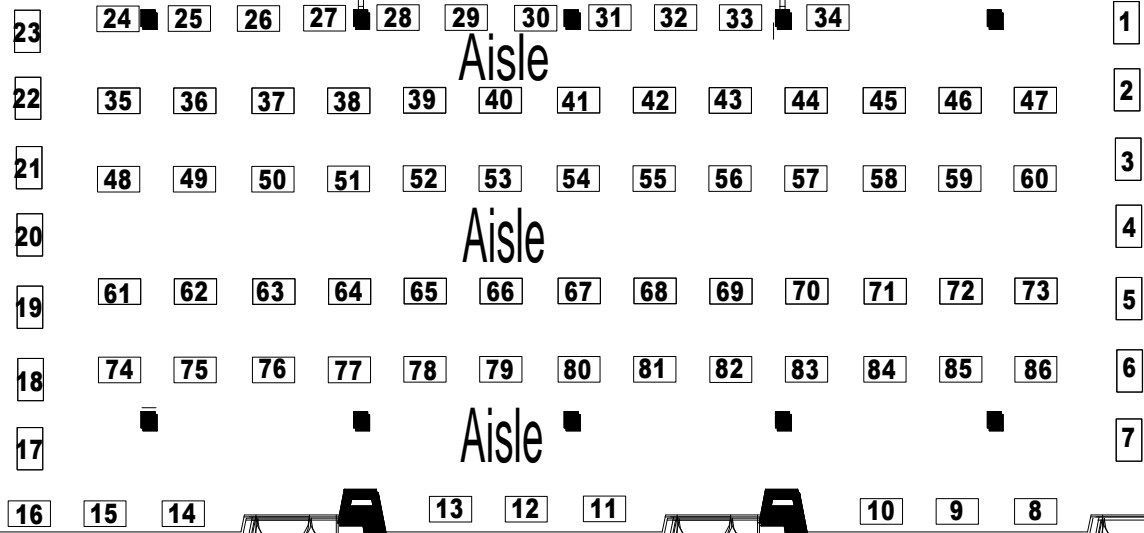 23 24 25 26 27 28 29 30 31 32 33 34 1
Aisle
22 35 36 37 38 39 40 41 42 43 44 45 46 47 2
21 48 49 50 51 52 53 54 55 56 57 58 59 60 3
20 Aisle 4
19 61 62 63 64 65 66 67 68 69 70 71 72 73 5
18 74 75 76 77 78 79 80 81 82 83 84 85 86 6
17 Aisle 7
16 15 14 13 12 11 10 9 8